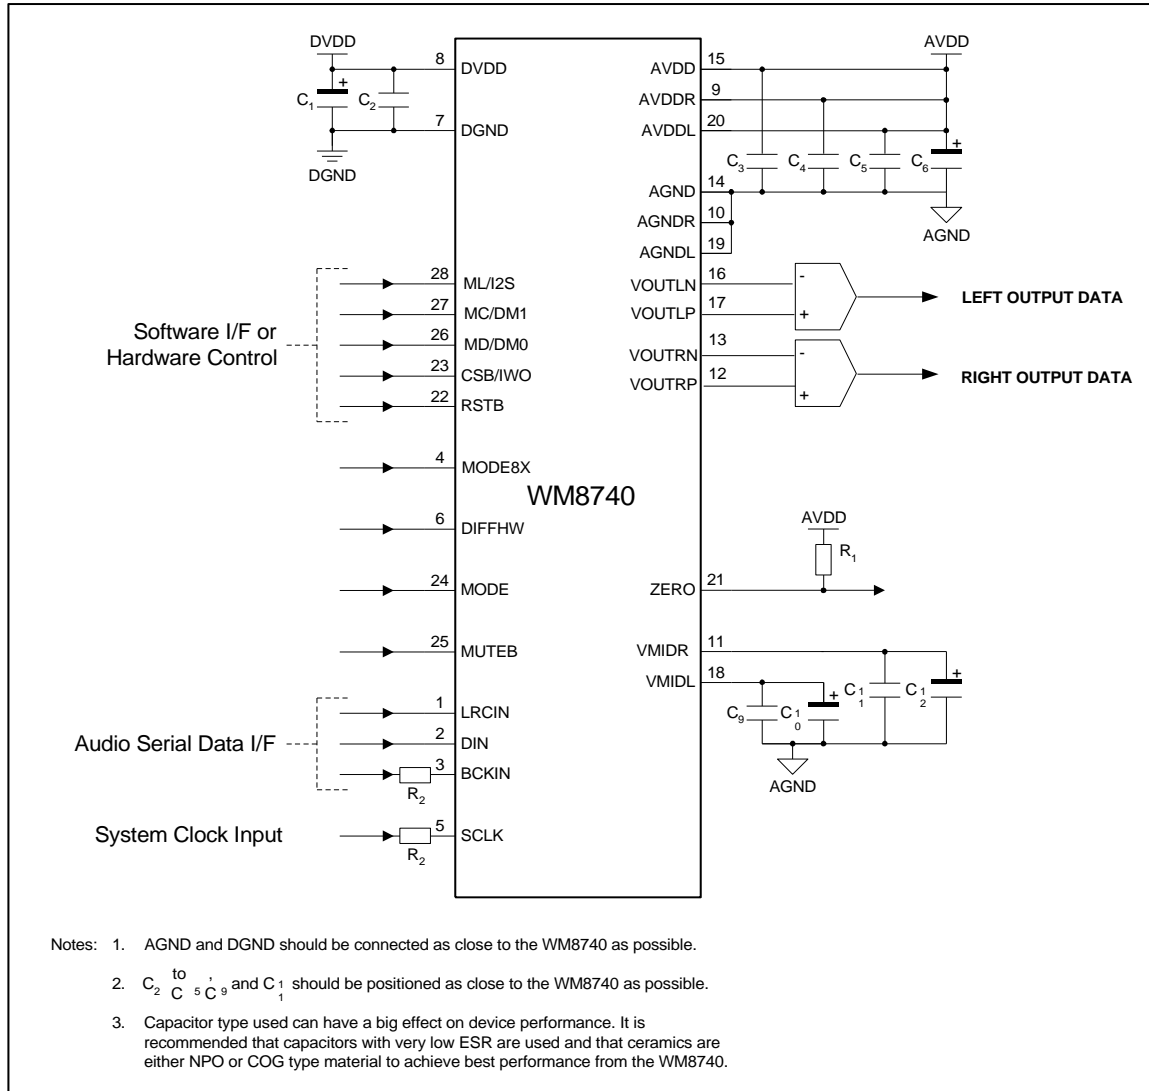 DVDD
8 DVDD
C1 + C2
7 DGND
DGND
AVDD
AVDD 15
AVDDR 9
AVDDL 20
C3 C4 C5 C6 +
AGND 14
AGNDR 10
AGNDL 19
AGND
Software I/F or
Hardware Control
28 ML/I2S
27 MC/DM1
26 MD/DM0
23 CSB/IWO
22 RSTB
VOUTLN 16 -
VOUTLP 17 +
LEFT OUTPUT DATA
VOUTRN 13 -
VOUTRP 12 +
RIGHT OUTPUT DATA
4 MODE8X
WM8740
6 DIFFHW
24 MODE
25 MUTEB
AVDD
R1
ZERO 21
VMIDR 11
VMIDL 18
C9 C10 + C11 C12 +
AGND
Audio Serial Data I/F
1 LRCIN
2 DIN
3 BCKIN
R2
System Clock Input
5 SCLK
R2
Notes: 1. AGND and DGND should be connected as close to the WM8740 as possible.
2. C2 to C5, C9 and C11 should be positioned as close to the WM8740 as possible.
3. Capacitor type used can have a big effect on device performance. It is
recommended that capacitors with very low ESR are used and that ceramics are
either NPO or COG type material to achieve best performance from the WM8740.